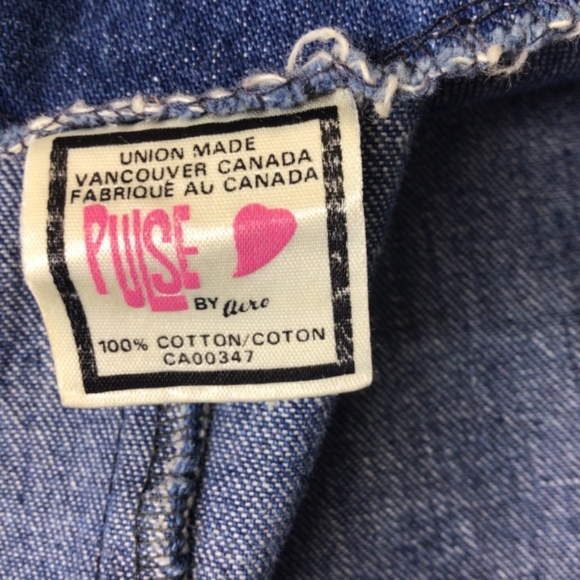 UNION MADE
VANCOUVER CANADA
FABRIQUÉ AU CANADA
PULSE
BY Aero
100% COTTON/COTON
CA00347